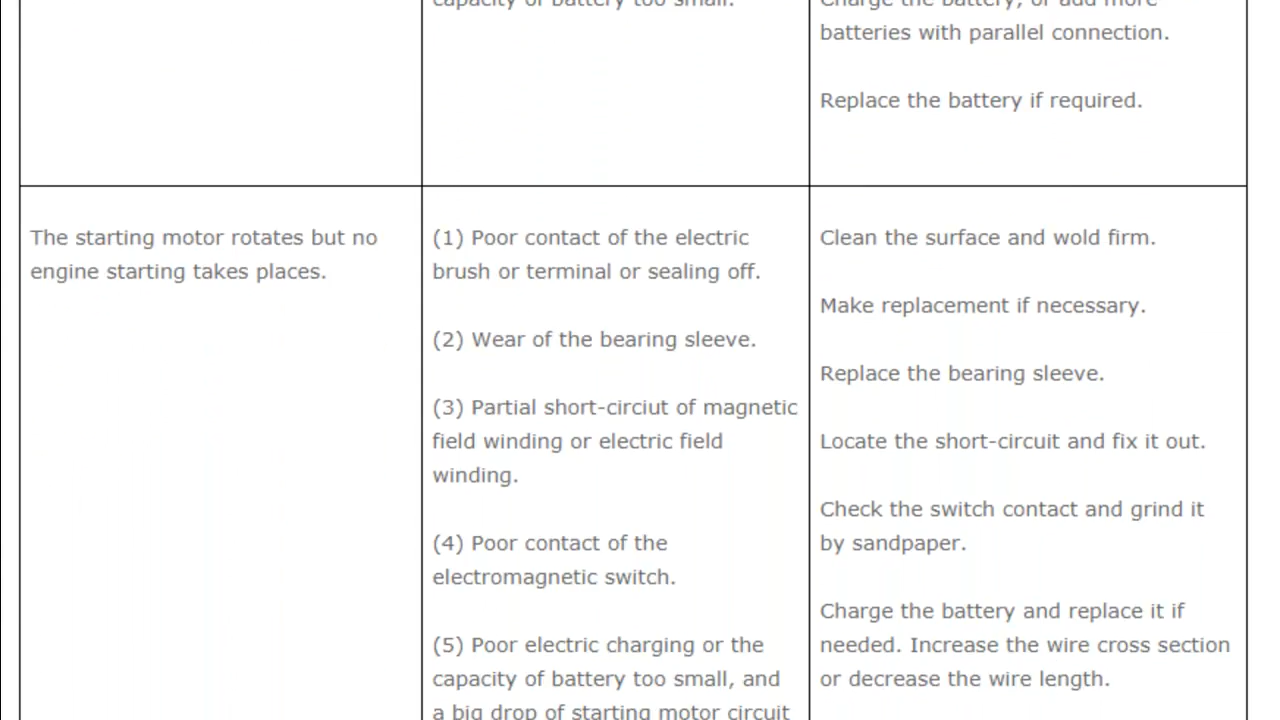 capacity of battery too small.
Charge the battery, or add more
batteries with parallel connection.
Replace the battery if required.
The starting motor rotates but no
engine starting takes places.
(1) Poor contact of the electric
brush or terminal or sealing off.
(2) Wear of the bearing sleeve.
(3) Partial short-circiut of magnetic
field winding or electric field
winding.
(4) Poor contact of the
electromagnetic switch.
(5) Poor electric charging or the
capacity of battery too small, and
a big drop of starting motor circuit
Clean the surface and wold firm.
Make replacement if necessary.
Replace the bearing sleeve.
Locate the short-circuit and fix it out.
Check the switch contact and grind it
by sandpaper.
Charge the battery and replace it if
needed. Increase the wire cross section
or decrease the wire length.